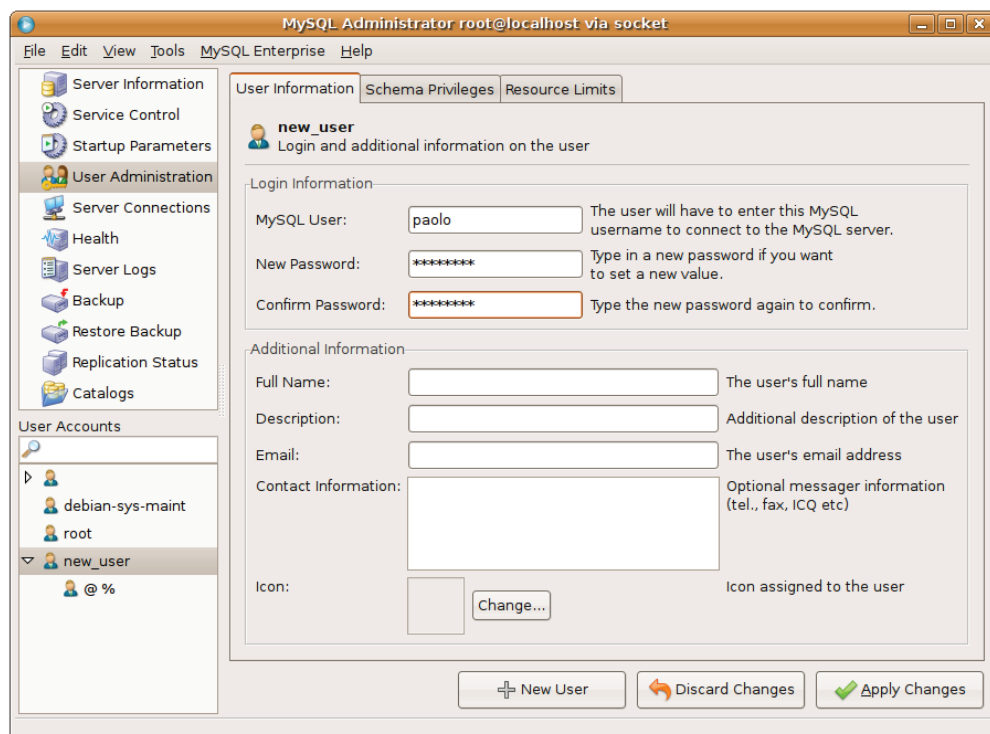 MySQL Administrator root@localhost via socket
File Edit View Tools MySQL Enterprise Help
Server Information
Service Control
Startup Parameters
User Administration
Server Connections
Health
Server Logs
Backup
Restore Backup
Replication Status
Catalogs
User Accounts
debian-sys-maint
root
new_user
@ %
User Information Schema Privileges Resource Limits
new_user
Login and additional information on the user
Login Information
MySQL User: paolo The user will have to enter this MySQL
username to connect to the MySQL server.
New Password: ******** Type in a new password if you want
to set a new value.
Confirm Password: ******** Type the new password again to confirm.
Additional Information
Full Name: The user's full name
Description: Additional description of the user
Email: The user's email address
Contact Information: Optional messager information
(tel., fax, ICQ etc)
Icon: Change... Icon assigned to the user
New User Discard Changes Apply Changes